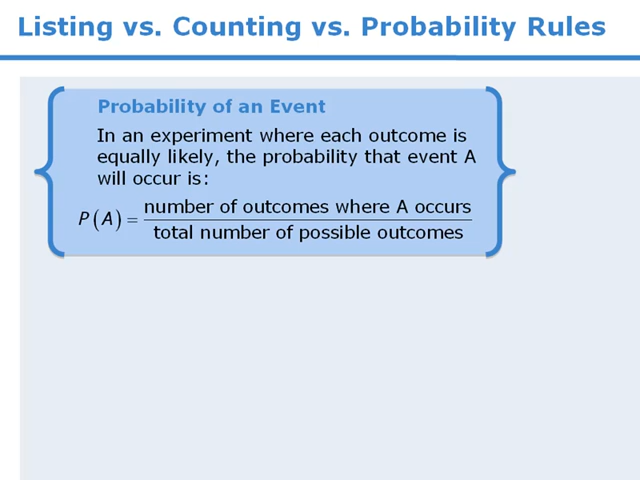 Listing vs. Counting vs. Probability Rules
Probability of an Event
In an experiment where each outcome is
equally likely, the probability that event A
will occur is:
P(A) = number of outcomes where A occurs
total number of possible outcomes